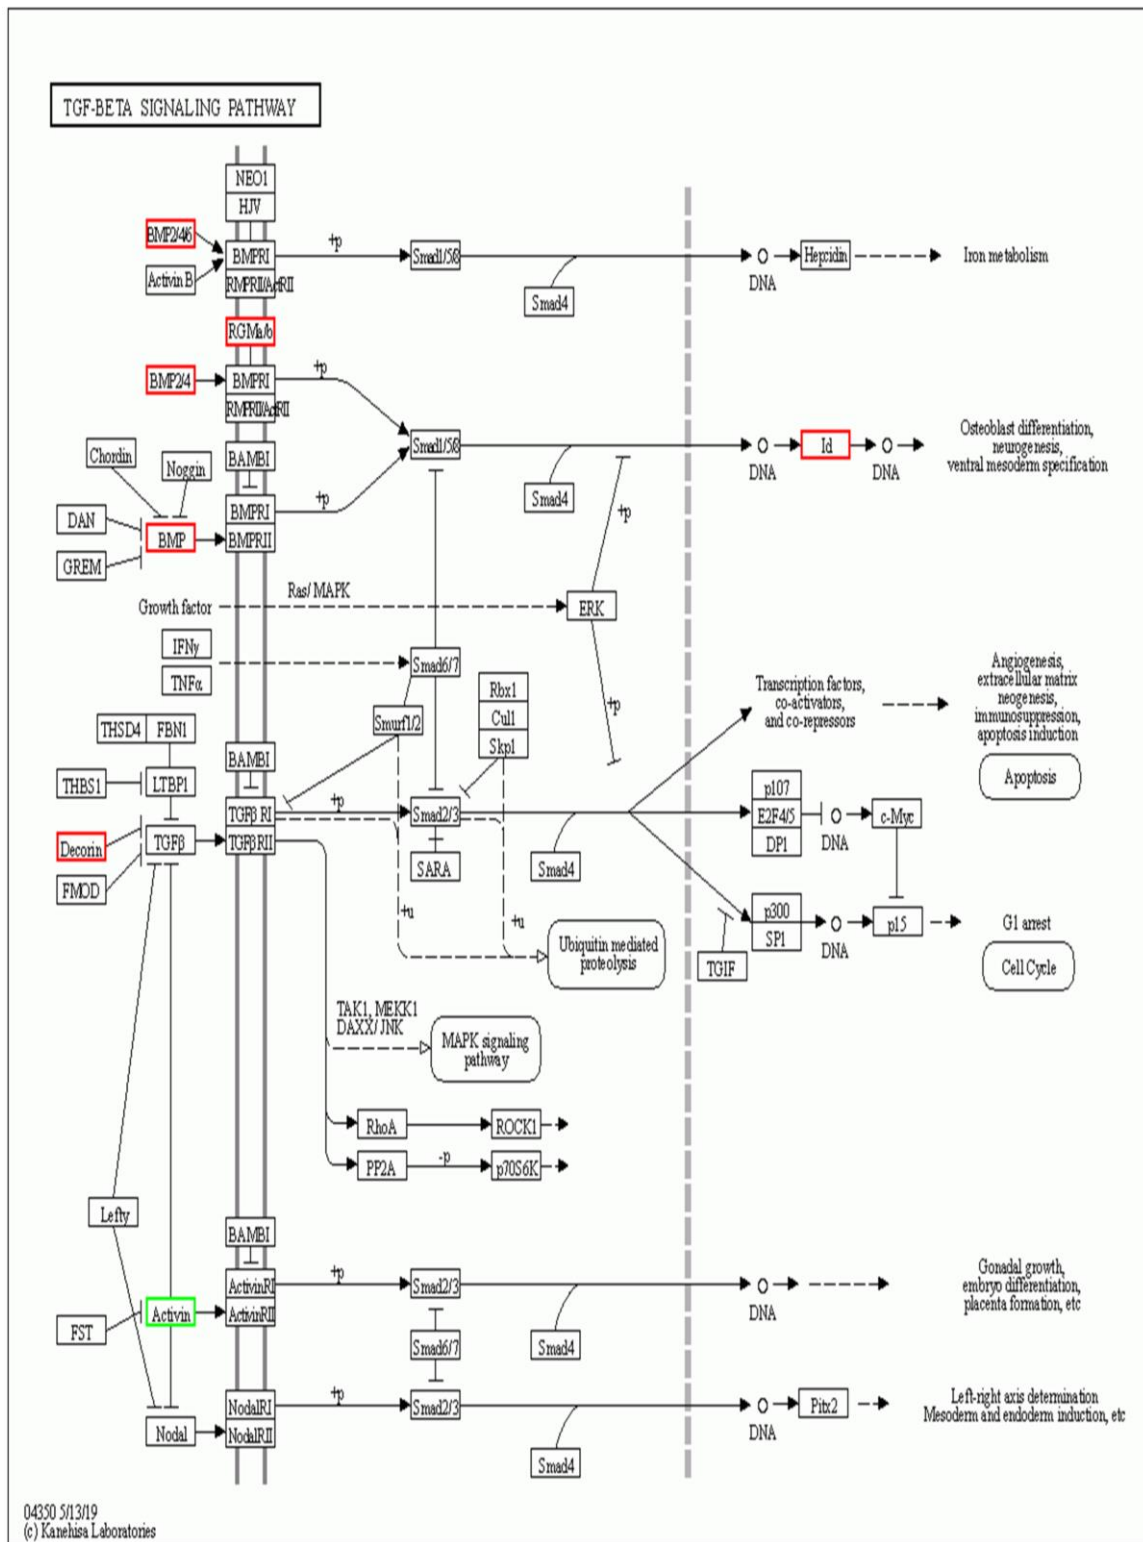 TGF-BETA SIGNALING PATHWAY
NEO1
HJV
BMP2/4/6
Activin B
BMPRI
RMPRII/ActRII
+p
Smad1/5/8
Smad4
DNA
Hepcidin
Iron metabolism
RGMa/b
BMP2/4
BMPRI
RMPRII/ActRII
+p
Smad1/5/8
Smad4
DNA
Id
DNA
Osteoblast differentiation,
neurogenesis,
ventral mesoderm specification
Chordin
Noggin
BAMBI
DAN
GREM
BMP
BMPRI
BMPRII
+p
+p
Growth factor
Ras/ MAPK
ERK
IFNγ
TNFα
Smad6/7
Smurf1/2
Rbx1
Cul1
Skp1
+p
Transcription factors,
co-activators,
and co-repressors
Angiogenesis,
extracellular matrix
neogenesis,
immunosuppression,
apoptosis induction
Apoptosis
THSD4
FBN1
THBS1
LTBP1
BAMBI
Decorin
FMOD
TGFβ
TGFβ RI
TGFβRII
+p
Smad2/3
SARA
Smad4
p107
E2F4/5
DP1
DNA
c-Myc
p300
SP1
DNA
p15
G1 arrest
TGIF
Cell Cycle
+u
+u
Ubiquitin mediated
proteolysis
TAK1, MEKK1
DAXX/ JNK
MAPK signaling
pathway
RhoA
ROCK1
PP2A
-p
p70S6K
Lefty
BAMBI
FST
Activin
ActivinRI
ActivinRII
+p
Smad2/3
Smad4
DNA
Gonadal growth,
embryo differentiation,
placenta formation, etc
Smad6/7
Nodal
NodalRI
NodalRII
+p
Smad2/3
Smad4
DNA
Pitx2
Left-right axis determination
Mesoderm and endoderm induction, etc
04350 5/13/19
(c) Kanehisa Laboratories